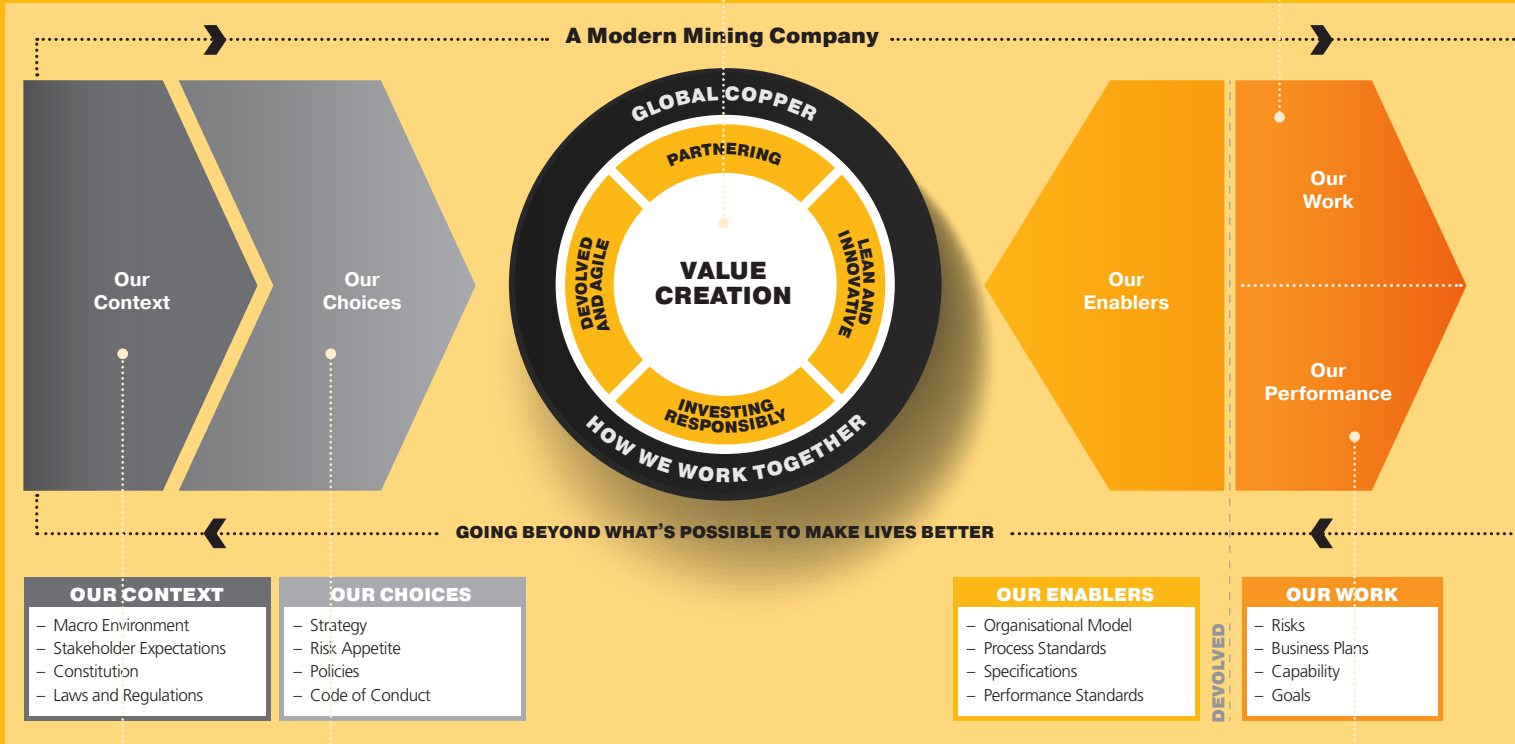 A Modern Mining Company
Our
Context
Our
Choices
GLOBAL COPPER
PARTNERING
DEVOLVED
AND AGILE
VALUE
CREATION
LEAN AND
INNOVATIVE
INVESTING
RESPONSIBLY
HOW WE WORK TOGETHER
Our
Enablers
Our
Work
Our
Performance
GOING BEYOND WHAT'S POSSIBLE TO MAKE LIVES BETTER
OUR CONTEXT
– Macro Environment
– Stakeholder Expectations
– Constitution
– Laws and Regulations
OUR CHOICES
– Strategy
– Risk Appetite
– Policies
– Code of Conduct
OUR ENABLERS
– Organisational Model
– Process Standards
– Specifications
– Performance Standards
DEVOLVED
OUR WORK
– Risks
– Business Plans
– Capability
– Goals